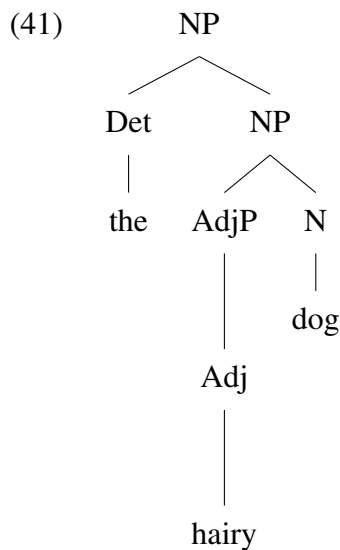 (41) NP
Det NP
the AdjP N
dog
Adj
hairy